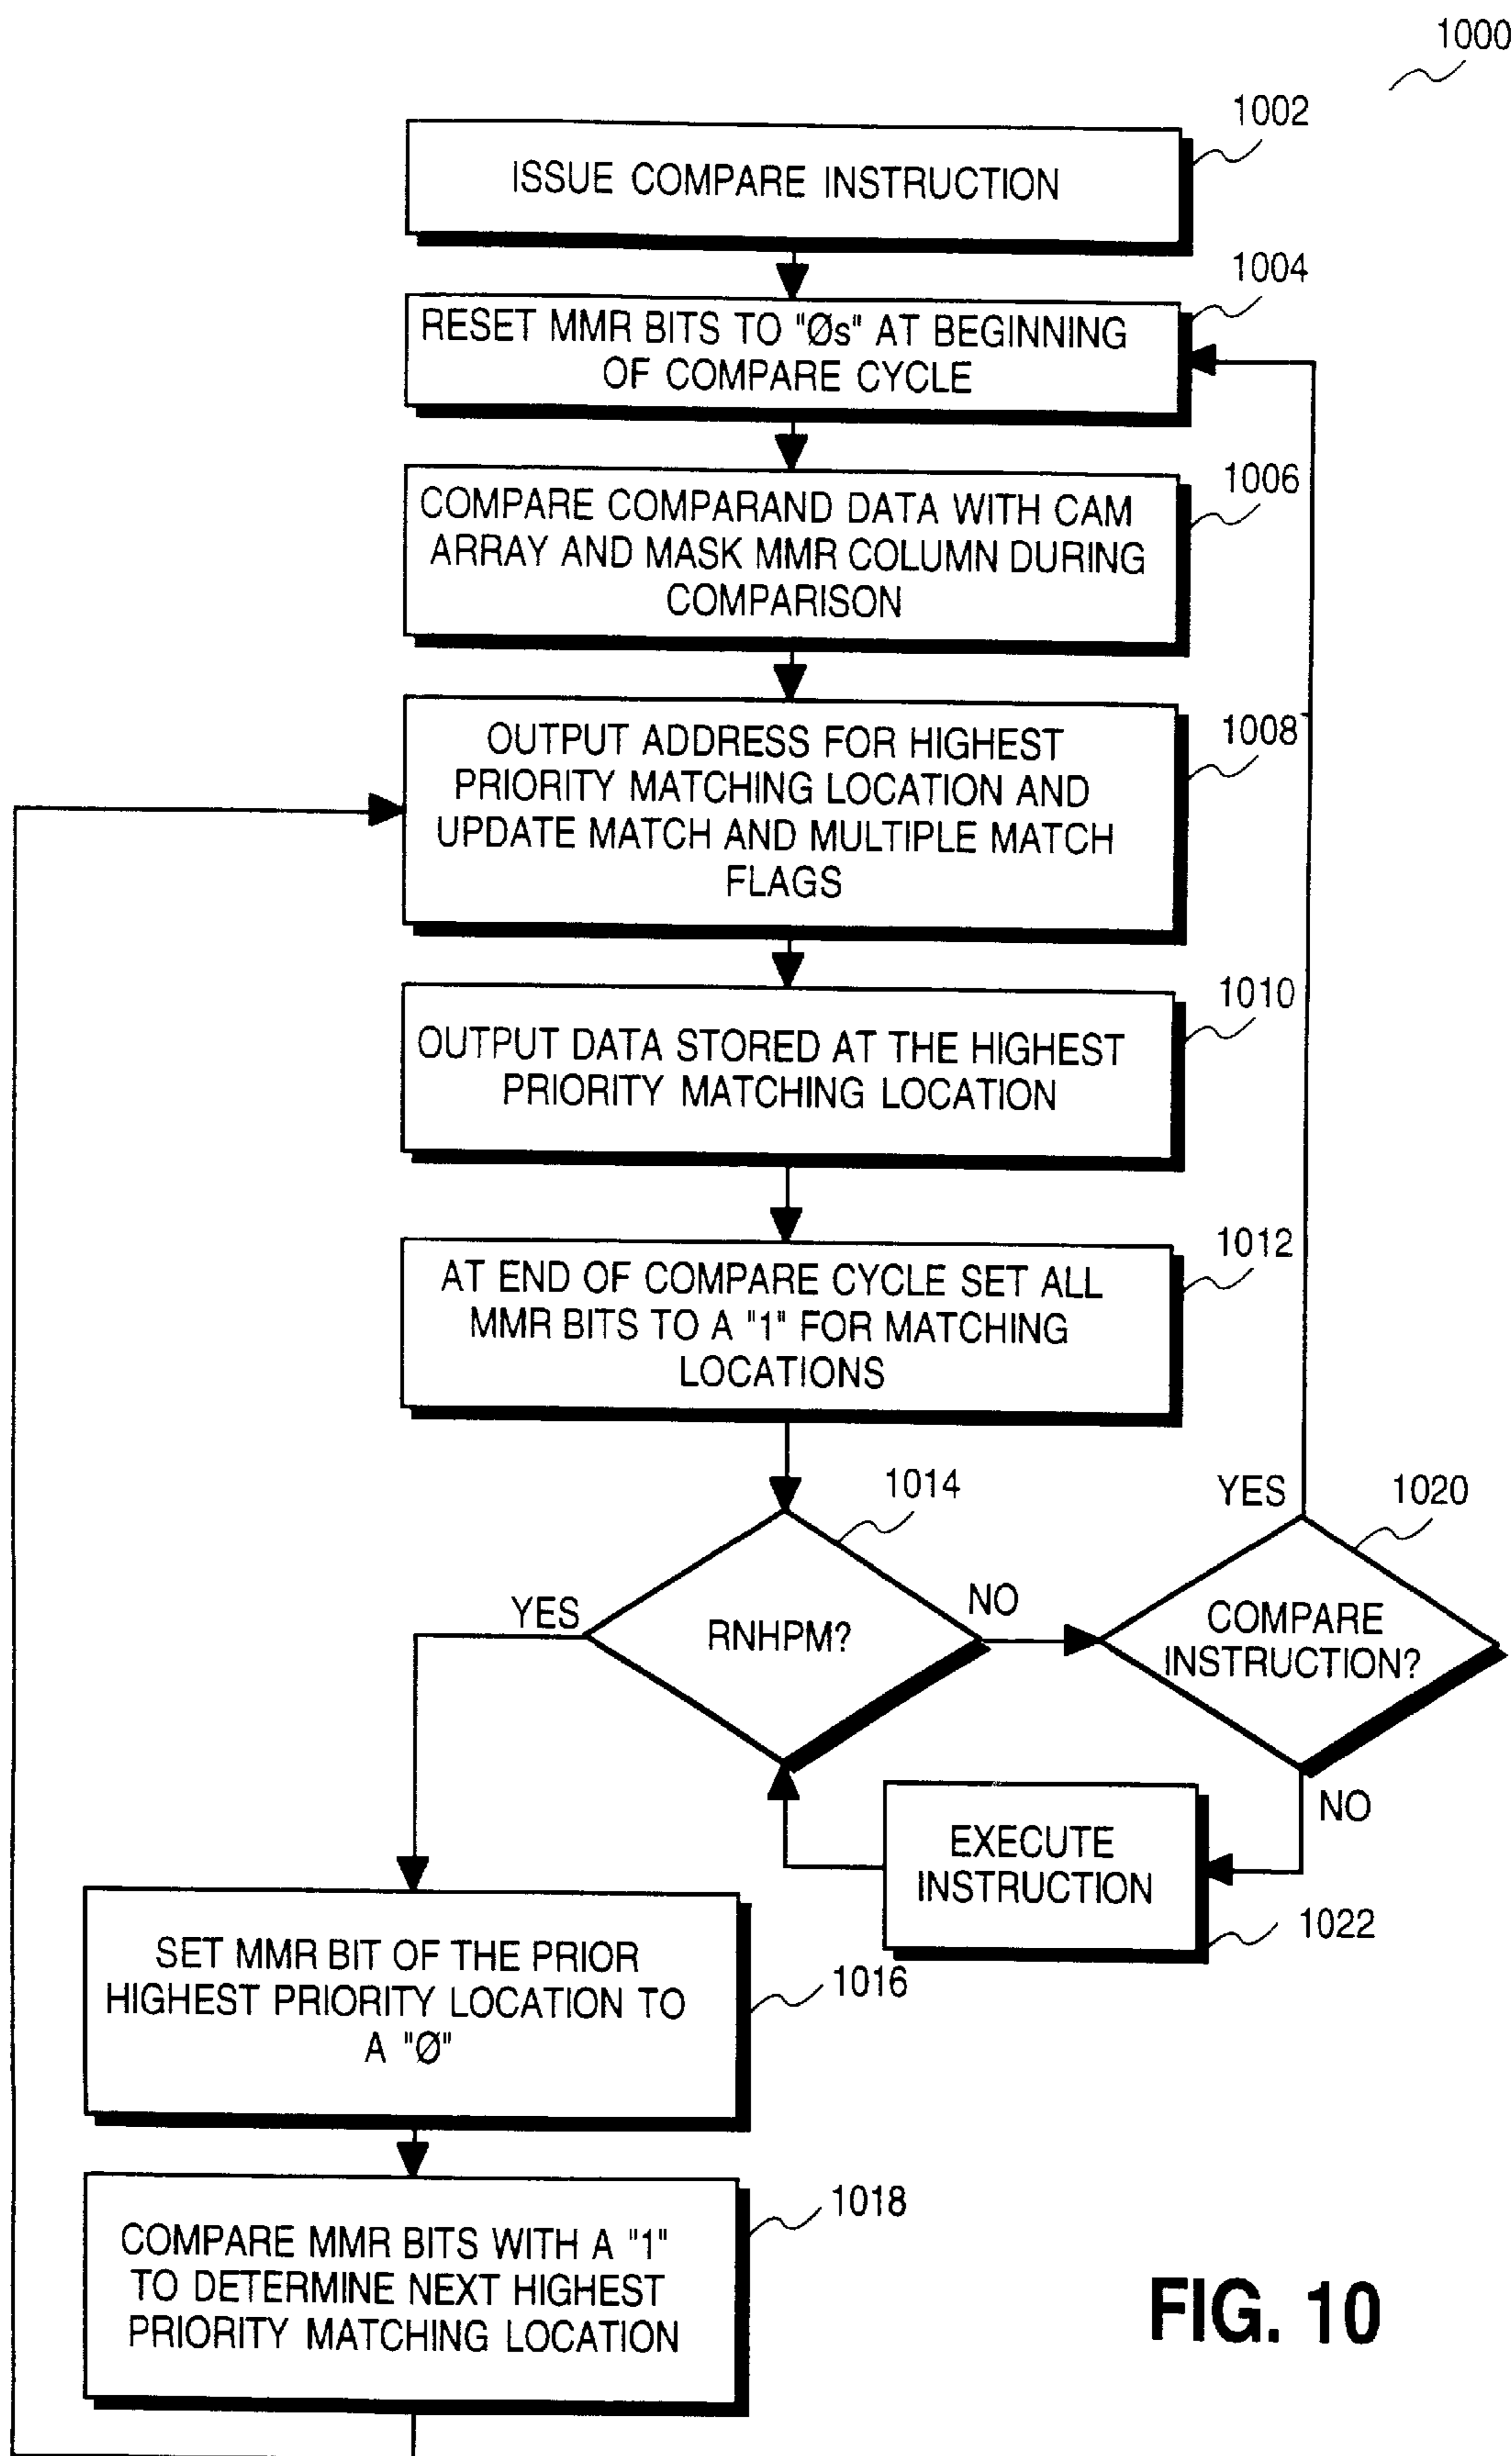 1000
1002
ISSUE COMPARE INSTRUCTION
1004
RESET MMR BITS TO "Øs" AT BEGINNING
OF COMPARE CYCLE
1006
COMPARE COMPARAND DATA WITH CAM
ARRAY AND MASK MMR COLUMN DURING
COMPARISON
1008
OUTPUT ADDRESS FOR HIGHEST
PRIORITY MATCHING LOCATION AND
UPDATE MATCH AND MULTIPLE MATCH
FLAGS
1010
OUTPUT DATA STORED AT THE HIGHEST
PRIORITY MATCHING LOCATION
1012
AT END OF COMPARE CYCLE SET ALL
MMR BITS TO A "1" FOR MATCHING
LOCATIONS
1014
YES
RNHPM?
NO
YES
1020
COMPARE
INSTRUCTION?
NO
EXECUTE
INSTRUCTION
1022
SET MMR BIT OF THE PRIOR
HIGHEST PRIORITY LOCATION TO
A "Ø"
1016
COMPARE MMR BITS WITH A "1"
TO DETERMINE NEXT HIGHEST
PRIORITY MATCHING LOCATION
1018
FIG. 10